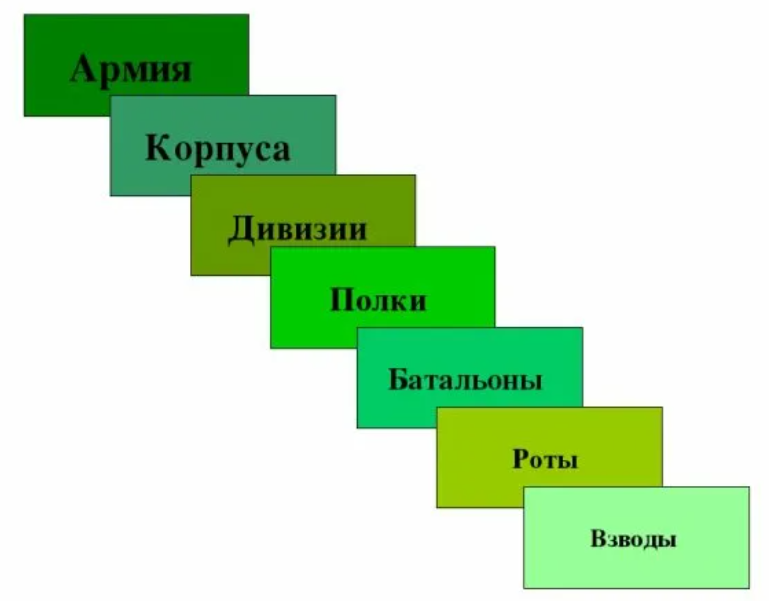 Армия
Корпуса
Дивизии
Полки
Батальоны
Роты
Взводы